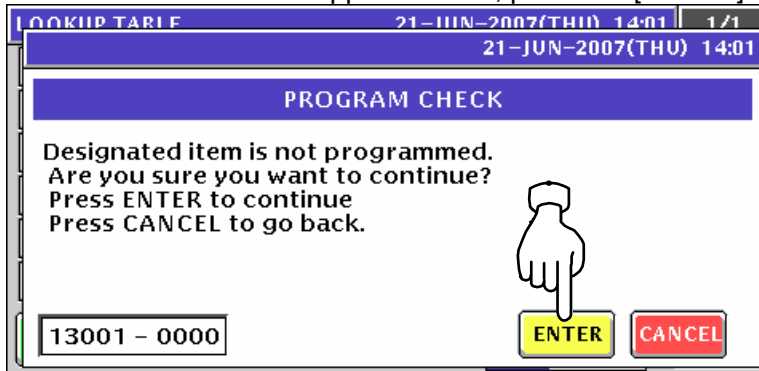 LOOKUP TABLE 21-JUN-2007(THU) 14:01 1/1
21-JUN-2007(THU) 14:01
PROGRAM CHECK
Designated item is not programmed.
Are you sure you want to continue?
Press ENTER to continue
Press CANCEL to go back.
13001 - 0000 ENTER CANCEL